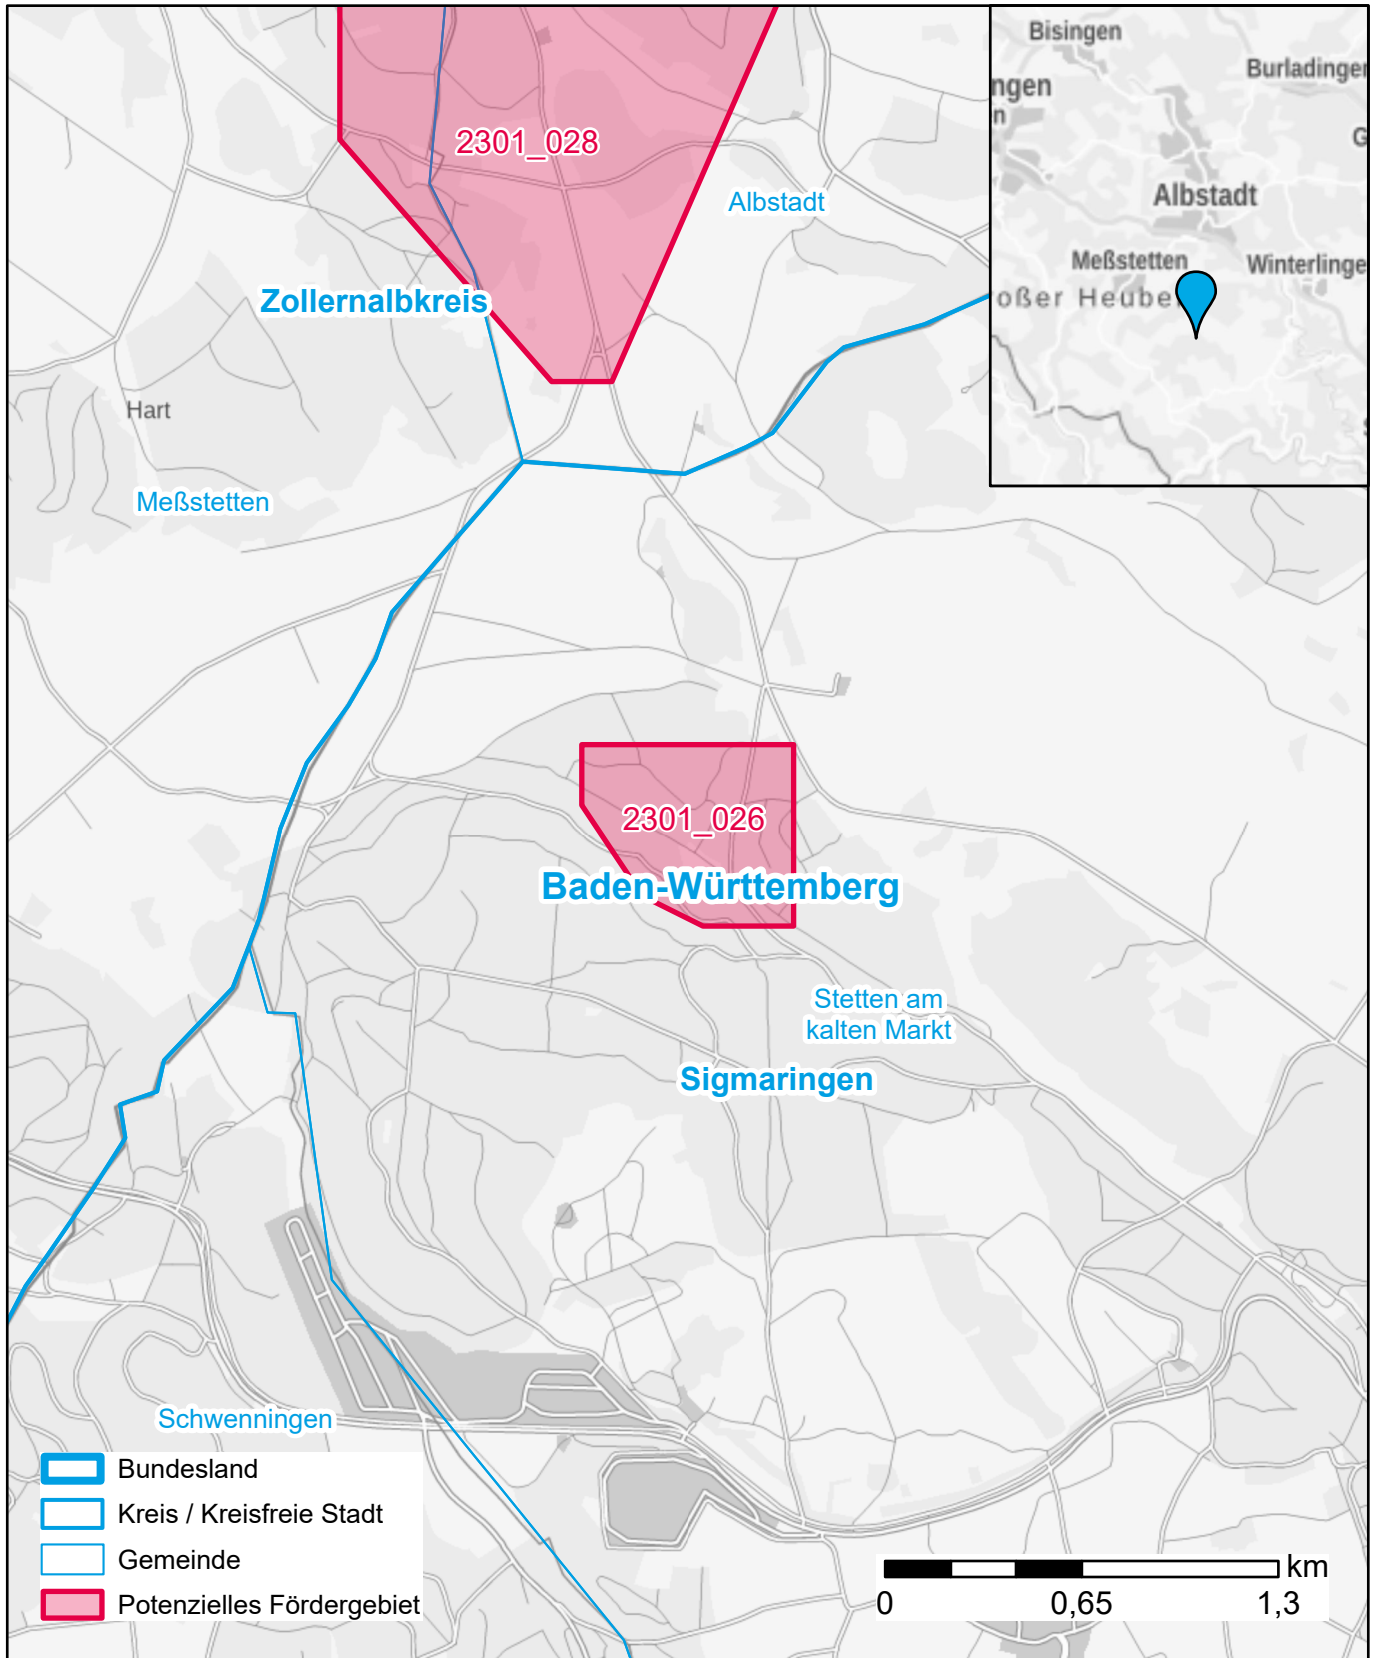 2301_028
Albstadt
Zollernalbkreis
Hart
Meßstetten
2301_026
Baden-Württemberg
Stetten am
kalten Markt
Sigmaringen
Schwenningen
Bisingen
Burladinger
ngen
n
G
Albstadt
Meßstetten
Winterlinge
oßer Heube
Bundesland
Kreis / Kreisfreie Stadt
Gemeinde
Potenzielles Fördergebiet
km
0 0,65 1,3